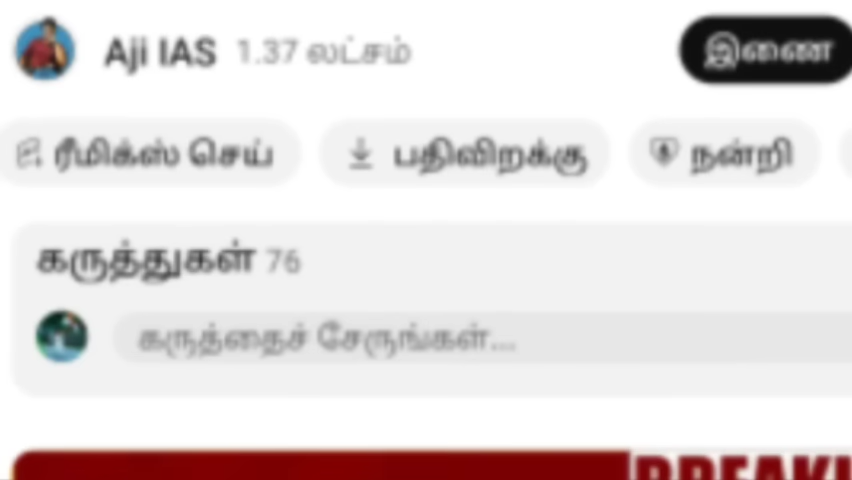 Aji IAS 1.37 லட்சம் இணை
ரீமிக்ஸ் செய் பதிவிறக்கு நன்றி
கருத்துகள் 76
கருத்தைச் சேருங்கள்...